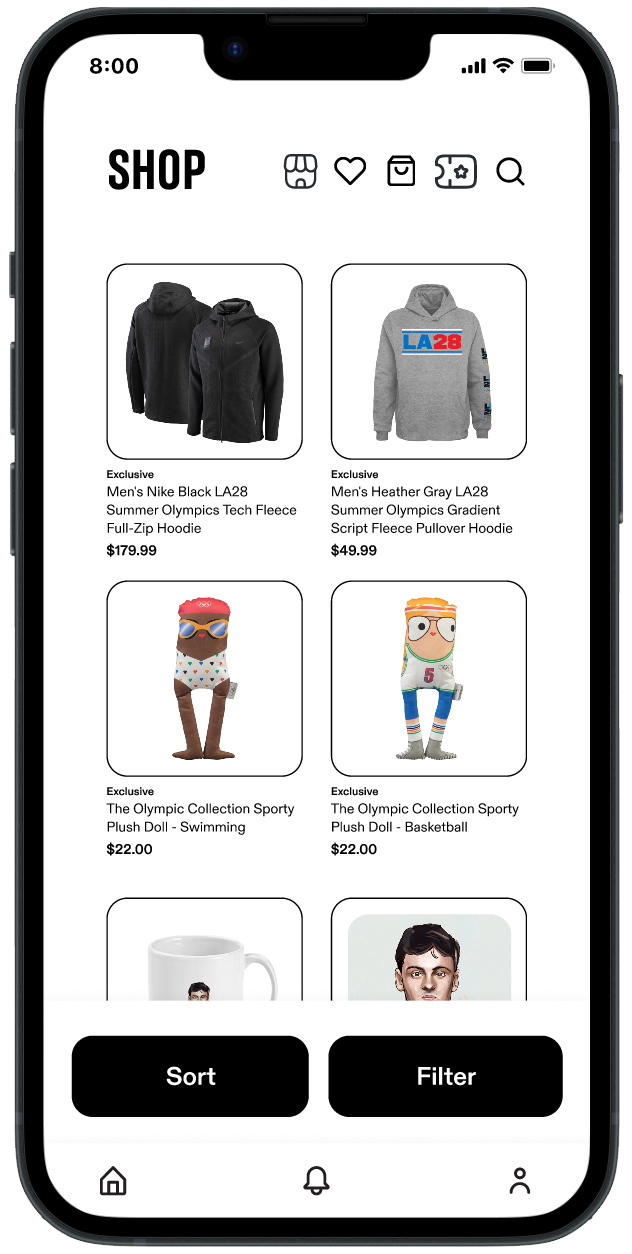 8:00
SHOP
LA28
Exclusive
Men's Nike Black LA28
Summer Olympics Tech Fleece
Full-Zip Hoodie
$179.99
Exclusive
Men's Heather Gray LA28
Summer Olympics Gradient
Script Fleece Pullover Hoodie
$49.99
5
Exclusive
The Olympic Collection Sporty
Plush Doll - Swimming
$22.00
Exclusive
The Olympic Collection Sporty
Plush Doll - Basketball
$22.00
Sort
Filter